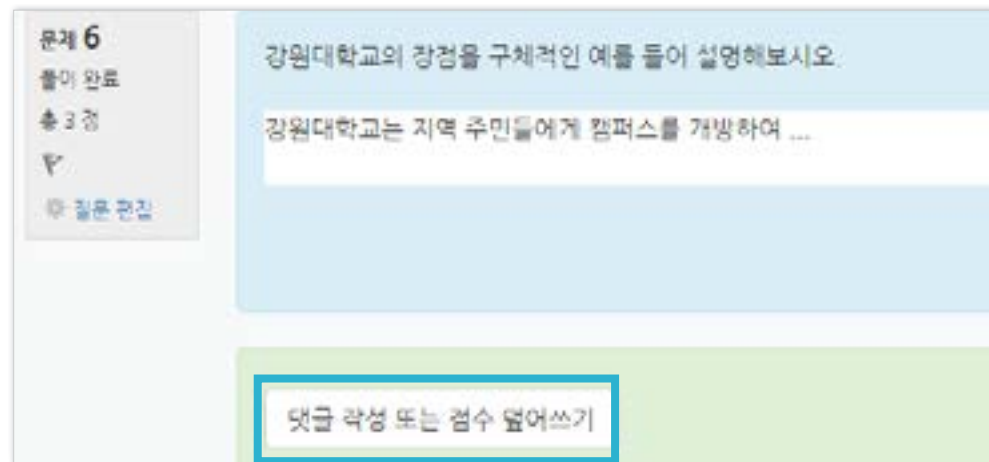 문제 6
풀이 완료
총 3 점
질문 편집
강원대학교의 장점을 구체적인 예를 들어 설명해보시오.
강원대학교는 지역 주민들에게 캠퍼스를 개방하여 ...
댓글 작성 또는 점수 덮어쓰기